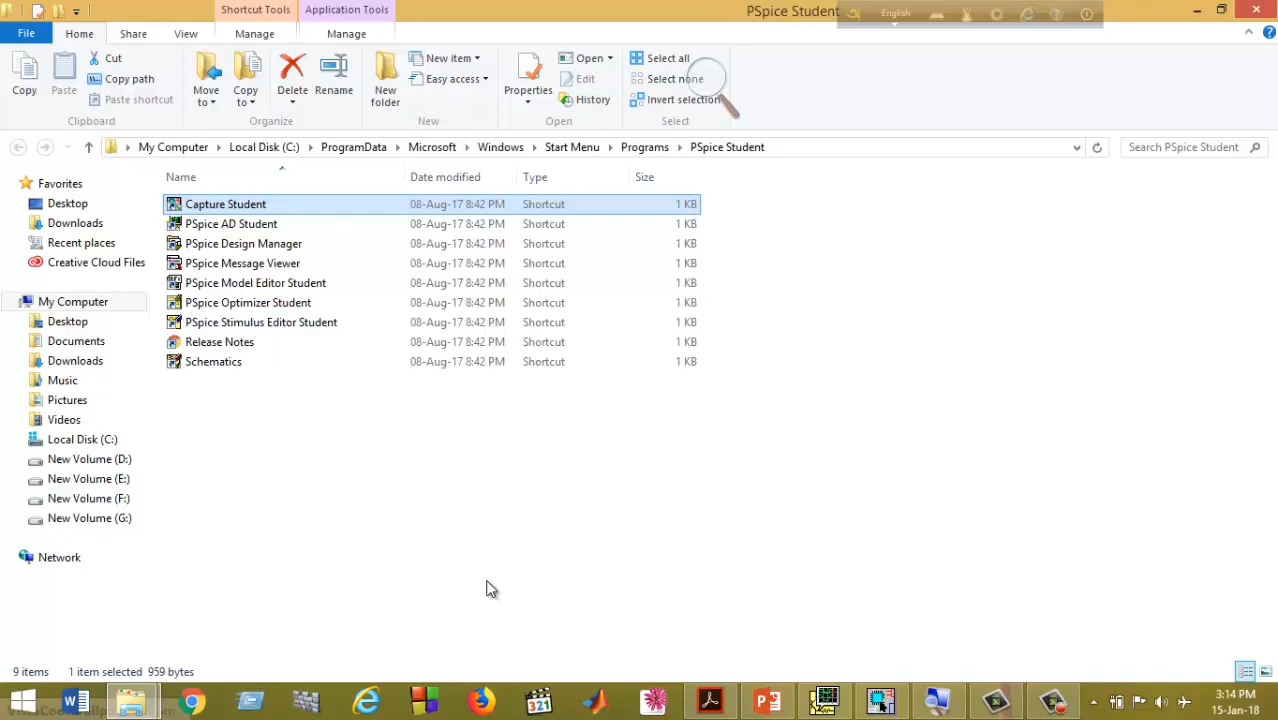 Shortcut Tools
Application Tools
PSpice Student
English
File
Home
Share
View
Manage
Manage
Copy
Paste
Cut
Copy path
Paste shortcut
Clipboard
Move to
Copy to
Delete
Rename
Organize
New folder
New item
Easy access
New
Properties
Open
Edit
History
Open
Select all
Select none
Invert selection
Select
My Computer
Local Disk (C:)
ProgramData
Microsoft
Windows
Start Menu
Programs
PSpice Student
Search PSpice Student
Name
Date modified
Type
Size
Capture Student 08-Aug-17 8:42 PM Shortcut 1 KB
PSpice AD Student 08-Aug-17 8:42 PM Shortcut 1 KB
PSpice Design Manager 08-Aug-17 8:42 PM Shortcut 1 KB
PSpice Message Viewer 08-Aug-17 8:42 PM Shortcut 1 KB
PSpice Model Editor Student 08-Aug-17 8:42 PM Shortcut 1 KB
PSpice Optimizer Student 08-Aug-17 8:42 PM Shortcut 1 KB
PSpice Stimulus Editor Student 08-Aug-17 8:42 PM Shortcut 1 KB
Release Notes 08-Aug-17 8:42 PM Shortcut 1 KB
Schematics 08-Aug-17 8:42 PM Shortcut 1 KB
Favorites
Desktop
Downloads
Recent places
Creative Cloud Files
My Computer
Desktop
Documents
Downloads
Music
Pictures
Videos
Local Disk (C:)
New Volume (D:)
New Volume (E:)
New Volume (F:)
New Volume (G:)
Network
9 items
1 item selected 959 bytes
321
3:14 PM
15-Jan-18